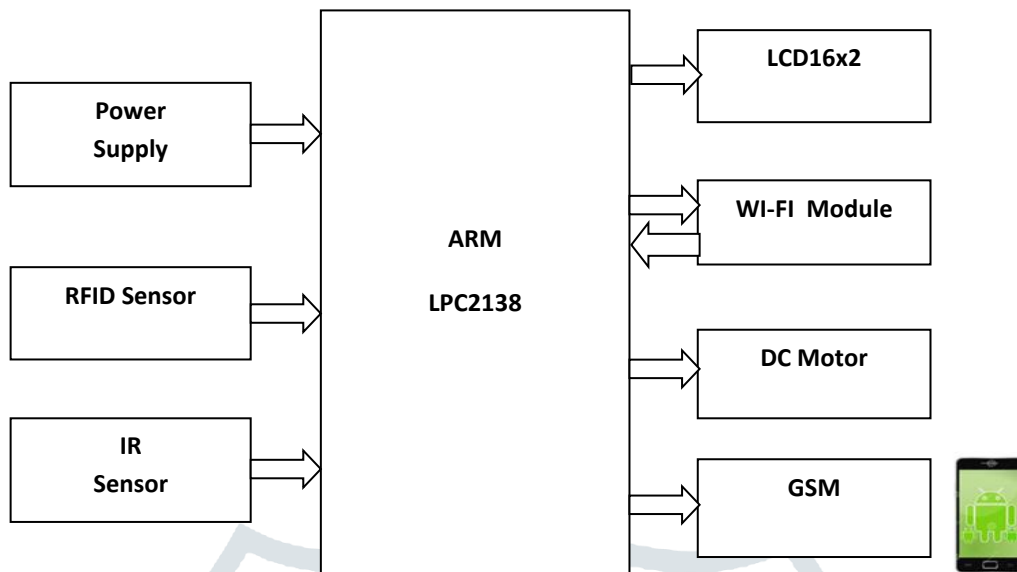 Power
Supply
RFID Sensor
IR
Sensor
ARM
LPC2138
LCD16x2
WI-FI Module
DC Motor
GSM